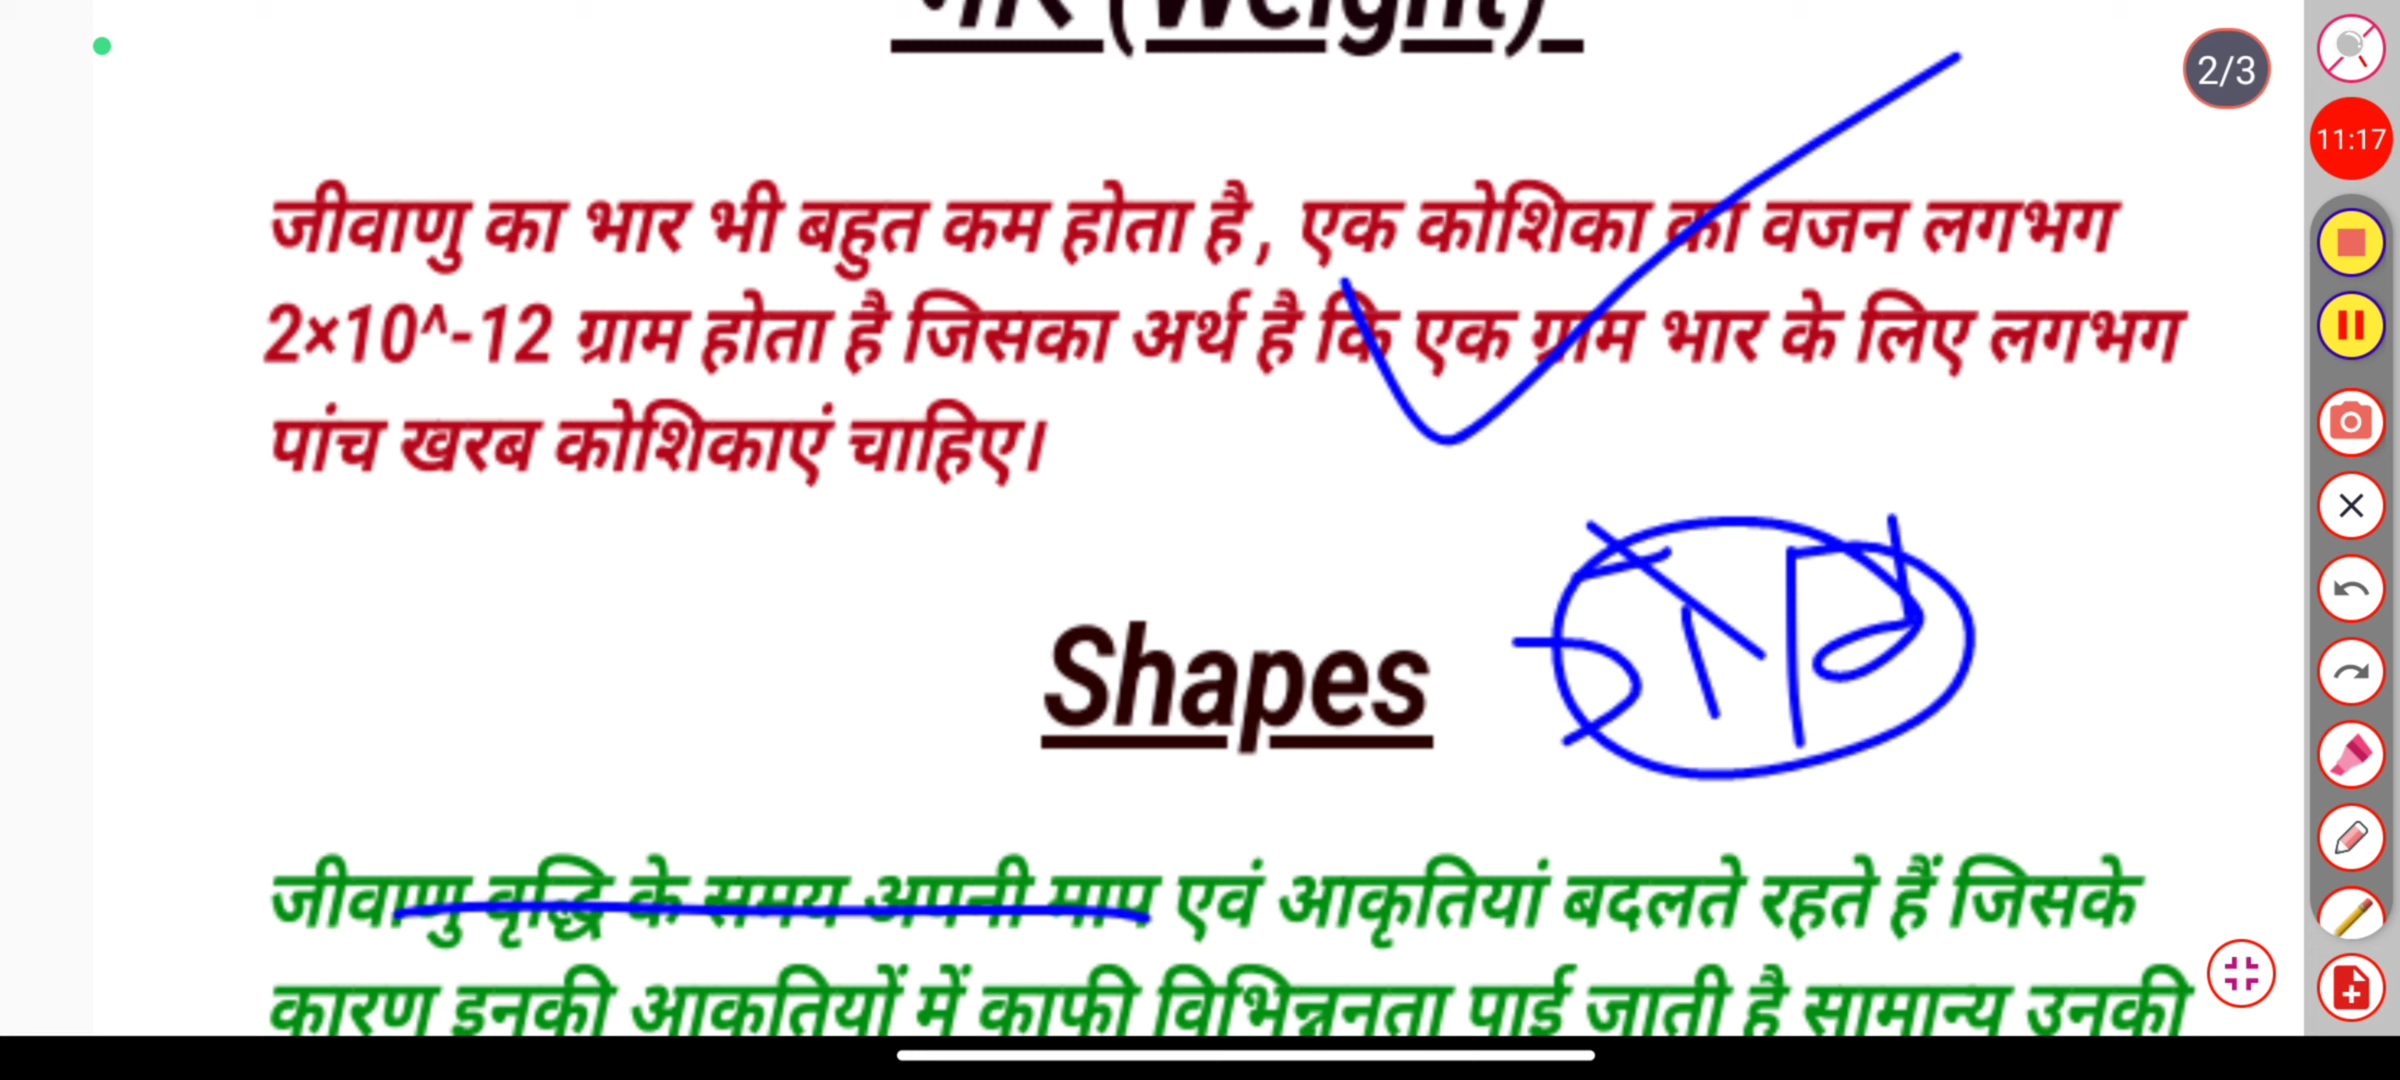 (Weight)
2/3
11:17
जीवाणु का भार भी बहुत कम होता है, एक कोशिका का वजन लगभग
2×10^-12 ग्राम होता है जिसका अर्थ है कि एक ग्राम भार के लिए लगभग
पांच खरब कोशिकाएं चाहिए।
Shapes
जीवाणु वृद्धि के समय अपनी माप एवं आकृतियां बदलते रहते हैं जिसके
कारण इनकी आकृतियों में काफी विभिन्नता पाई जाती है सामान्य उनकी